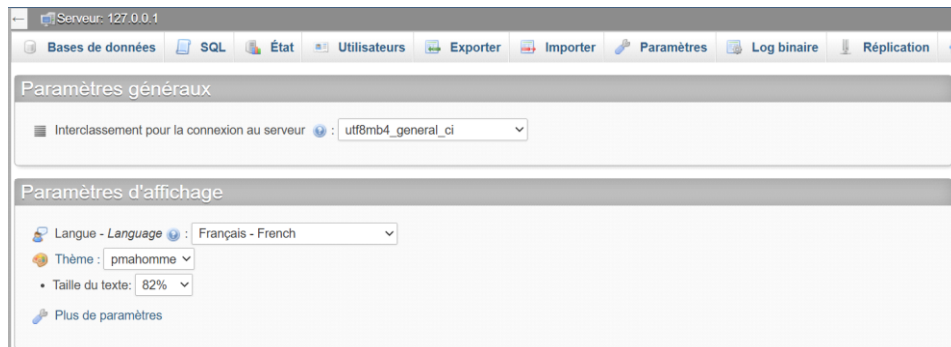 Serveur: 127.0.0.1
Bases de données SQL État Utilisateurs Exporter Importer Paramètres Log binaire Réplication
Paramètres généraux
Interclassement pour la connexion au serveur : utf8mb4_general_ci
Paramètres d'affichage
Langue - Language : Français - French
Thème : pmahomme
• Taille du texte: 82%
Plus de paramètres